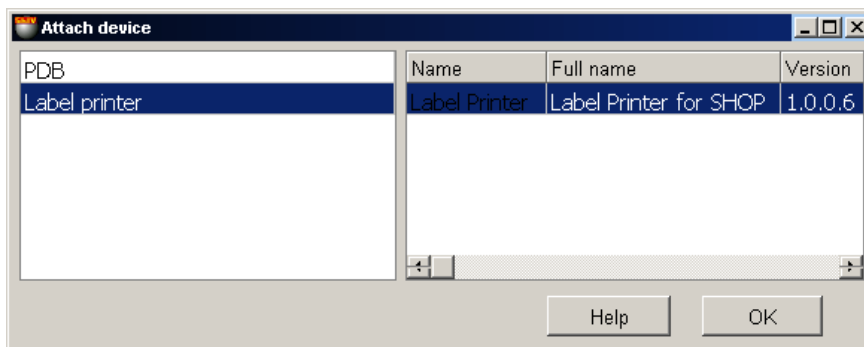 CCTV
Attach device
PDB
Label printer
Name Full name Version
Label Printer Label Printer for SHOP 1.0.0.6
Help OK